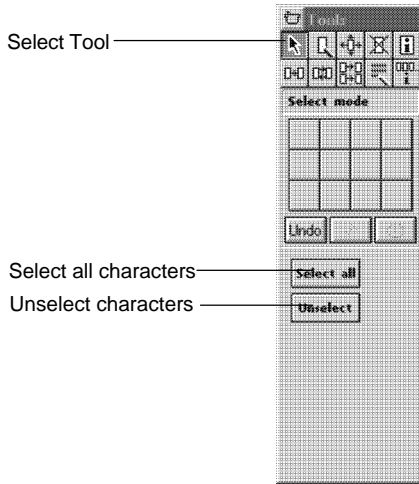 Tools
Select Tool
Select mode
Undo
Select all characters
Select all
Unselect characters
Unselect